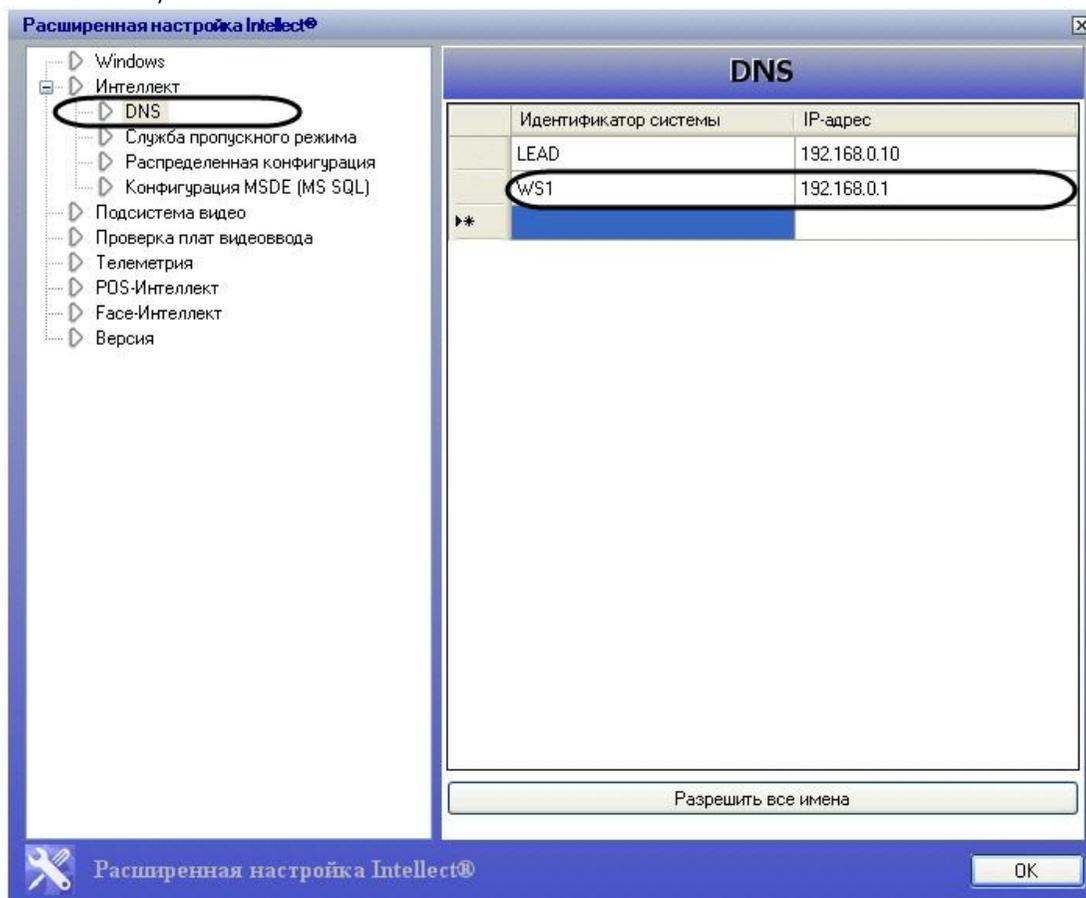 Расширенная настройка Intellect®
Windows
Интеллект
DNS
Служба пропускного режима
Распределенная конфигурация
Конфигурация MSDE (MS SQL)
Подсистема видео
Проверка плат видеоввода
Телеметрия
POS-Интеллект
Face-Интеллект
Версия
DNS
Идентификатор системы IP-адрес
LEAD 192.168.0.10
WS1 192.168.0.1
Разрешить все имена
Расширенная настройка Intellect®
OK